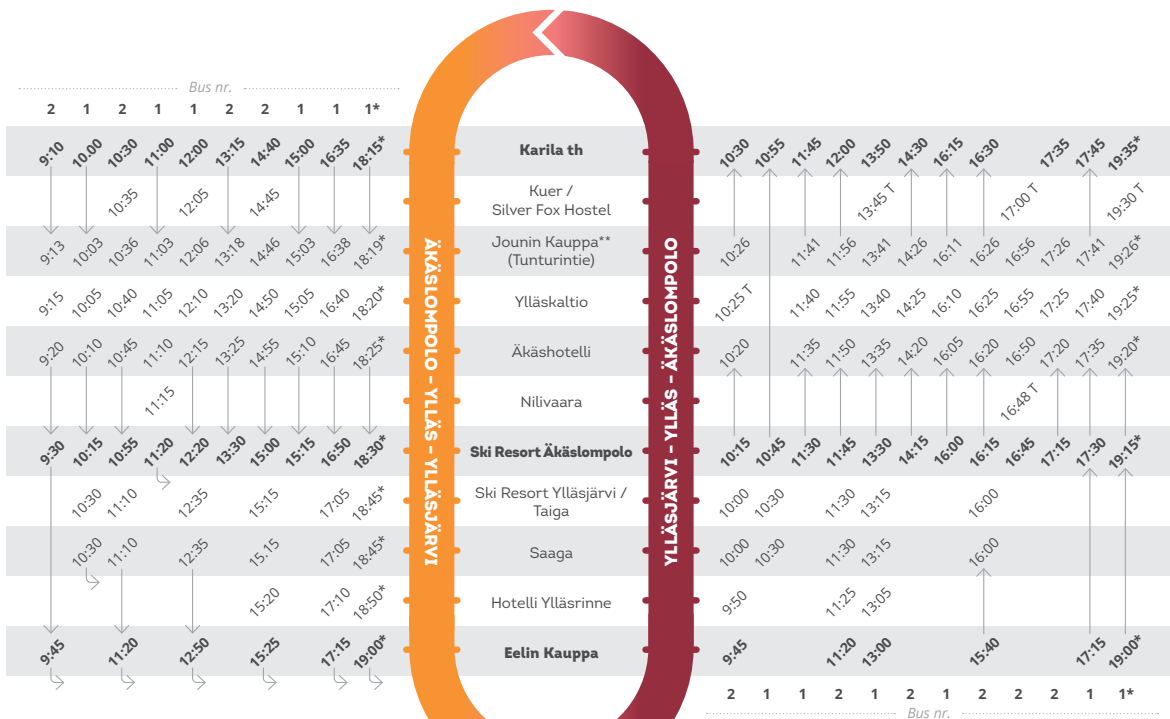 Bus nr.
2 1 2 1 1 2 2 1 1 1*
9:10 10.00 10:30 11:00 12:00 13:15 14:40 15:00 16:35 18:15* Karila th 10:30 10:55 11:45 12:00 13:50 14:30 16:15 16:30 17:35 17:45 19:35*
10:35 12:05 14:45 Kuer / 13:45 T 17:00 T 19:30 T
Silver Fox Hostel
9:13 10:03 10:36 11:03 12:06 13:18 14:46 15:03 16:38 18:19* Jounin Kauppa** 10:26 11:41 11:56 13:41 14:26 16:11 16:26 16:56 17:26 17:41 19:26*
(Tunturintie)
9:15 10:05 10:40 11:05 12:10 13:20 14:50 15:05 16:40 18:20* Ylläskaltio 10:25 T 11:40 11:55 13:40 14:25 16:10 16:25 16:55 17:25 17:40 19:25*
9:20 10:10 10:45 11:10 12:15 13:25 14:55 15:10 16:45 18:25* Äkäshotelli 10:20 11:35 11:50 13:35 14:20 16:05 16:20 16:50 17:20 17:35 19:20*
11:15 Nilivaara 16:48 T
9:30 10:15 10:55 11:20 12:20 13:30 15:00 15:15 16:50 18:30* Ski Resort Äkäslompolo 10:15 10:45 11:30 11:45 13:30 14:15 16:00 16:15 16:45 17:15 17:30 19:15*
10:30 11:10 12:35 15:15 17:05 18:45* Ski Resort Ylläsjärvi / 10:00 10:30 11:30 13:15 16:00
Taiga
10:30 11:10 12:35 15:15 17:05 18:45* Saaga 10:00 10:30 11:30 13:15 16:00
15:20 17:10 18:50* Hotelli Ylläsrinne 9:50 11:25 13:05
9:45 11:20 12:50 15:25 17:15 19:00* Eelin Kauppa 9:45 11:20 13:00 15:40 17:15 19:00*
2 1 1 2 1 2 1 2 2 2 1 1*
Bus nr.
ÄKÄSLOMPOLO – YLLÄS – YLLÄSJÄRVI
YLLÄSJÄRVI – YLLÄS – ÄKÄSLOMPOLO